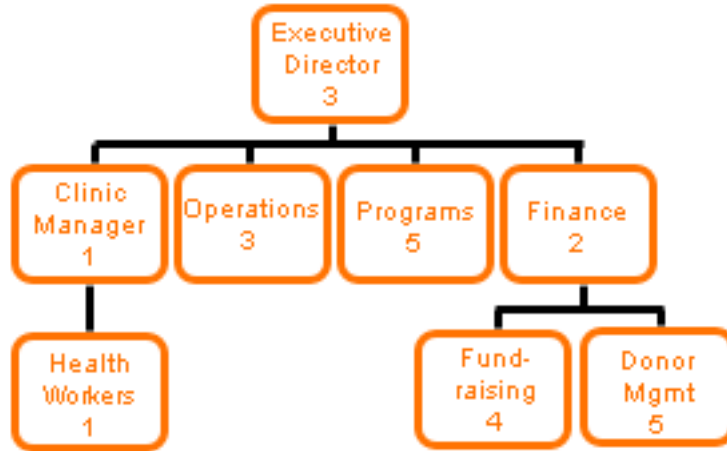 Executive
Director
3
Clinic
Manager
1
Operations
3
Programs
5
Finance
2
Health
Workers
1
Fund-
raising
4
Donor
Mgmt
5